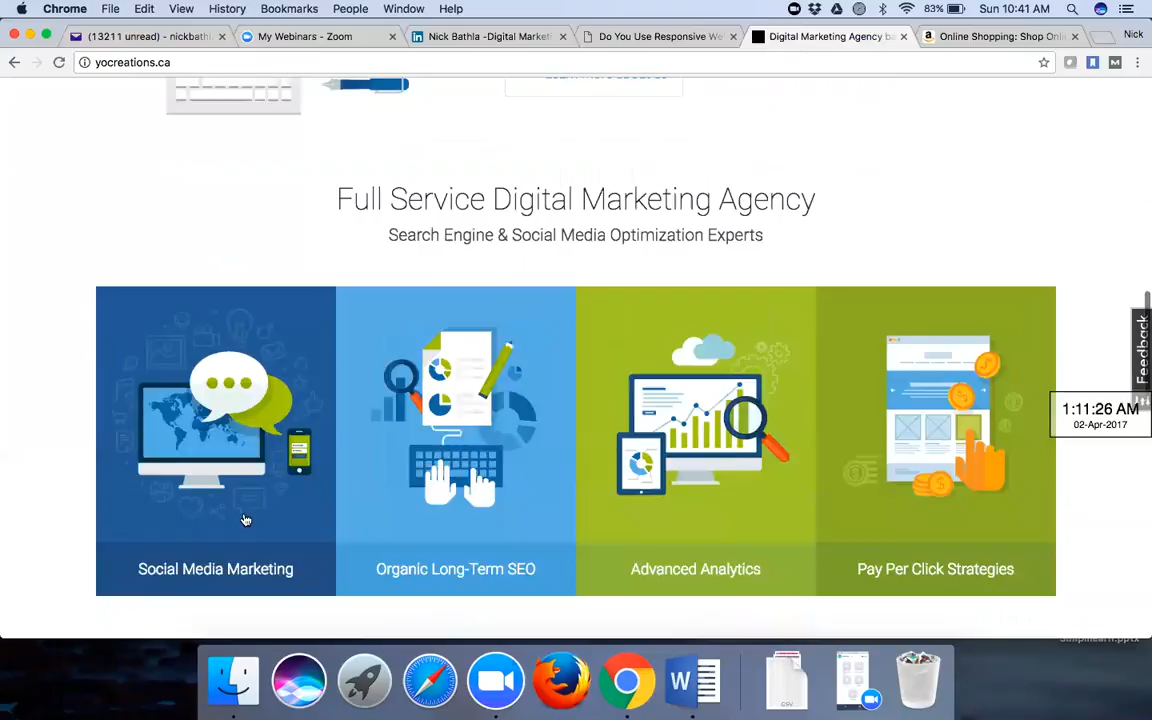 Chrome File Edit View History Bookmarks People Window Help 83% Sun 10:41 AM
(13211 unread) - nickbathl My Webinars - Zoom Nick Bathla -Digital Market Do You Use Responsive We Digital Marketing Agency ba Online Shopping: Shop Onli Nick
yocreations.ca
Full Service Digital Marketing Agency
Search Engine & Social Media Optimization Experts
Feedback
1:11:26 AM
02-Apr-2017
Social Media Marketing Organic Long-Term SEO Advanced Analytics Pay Per Click Strategies
CSV